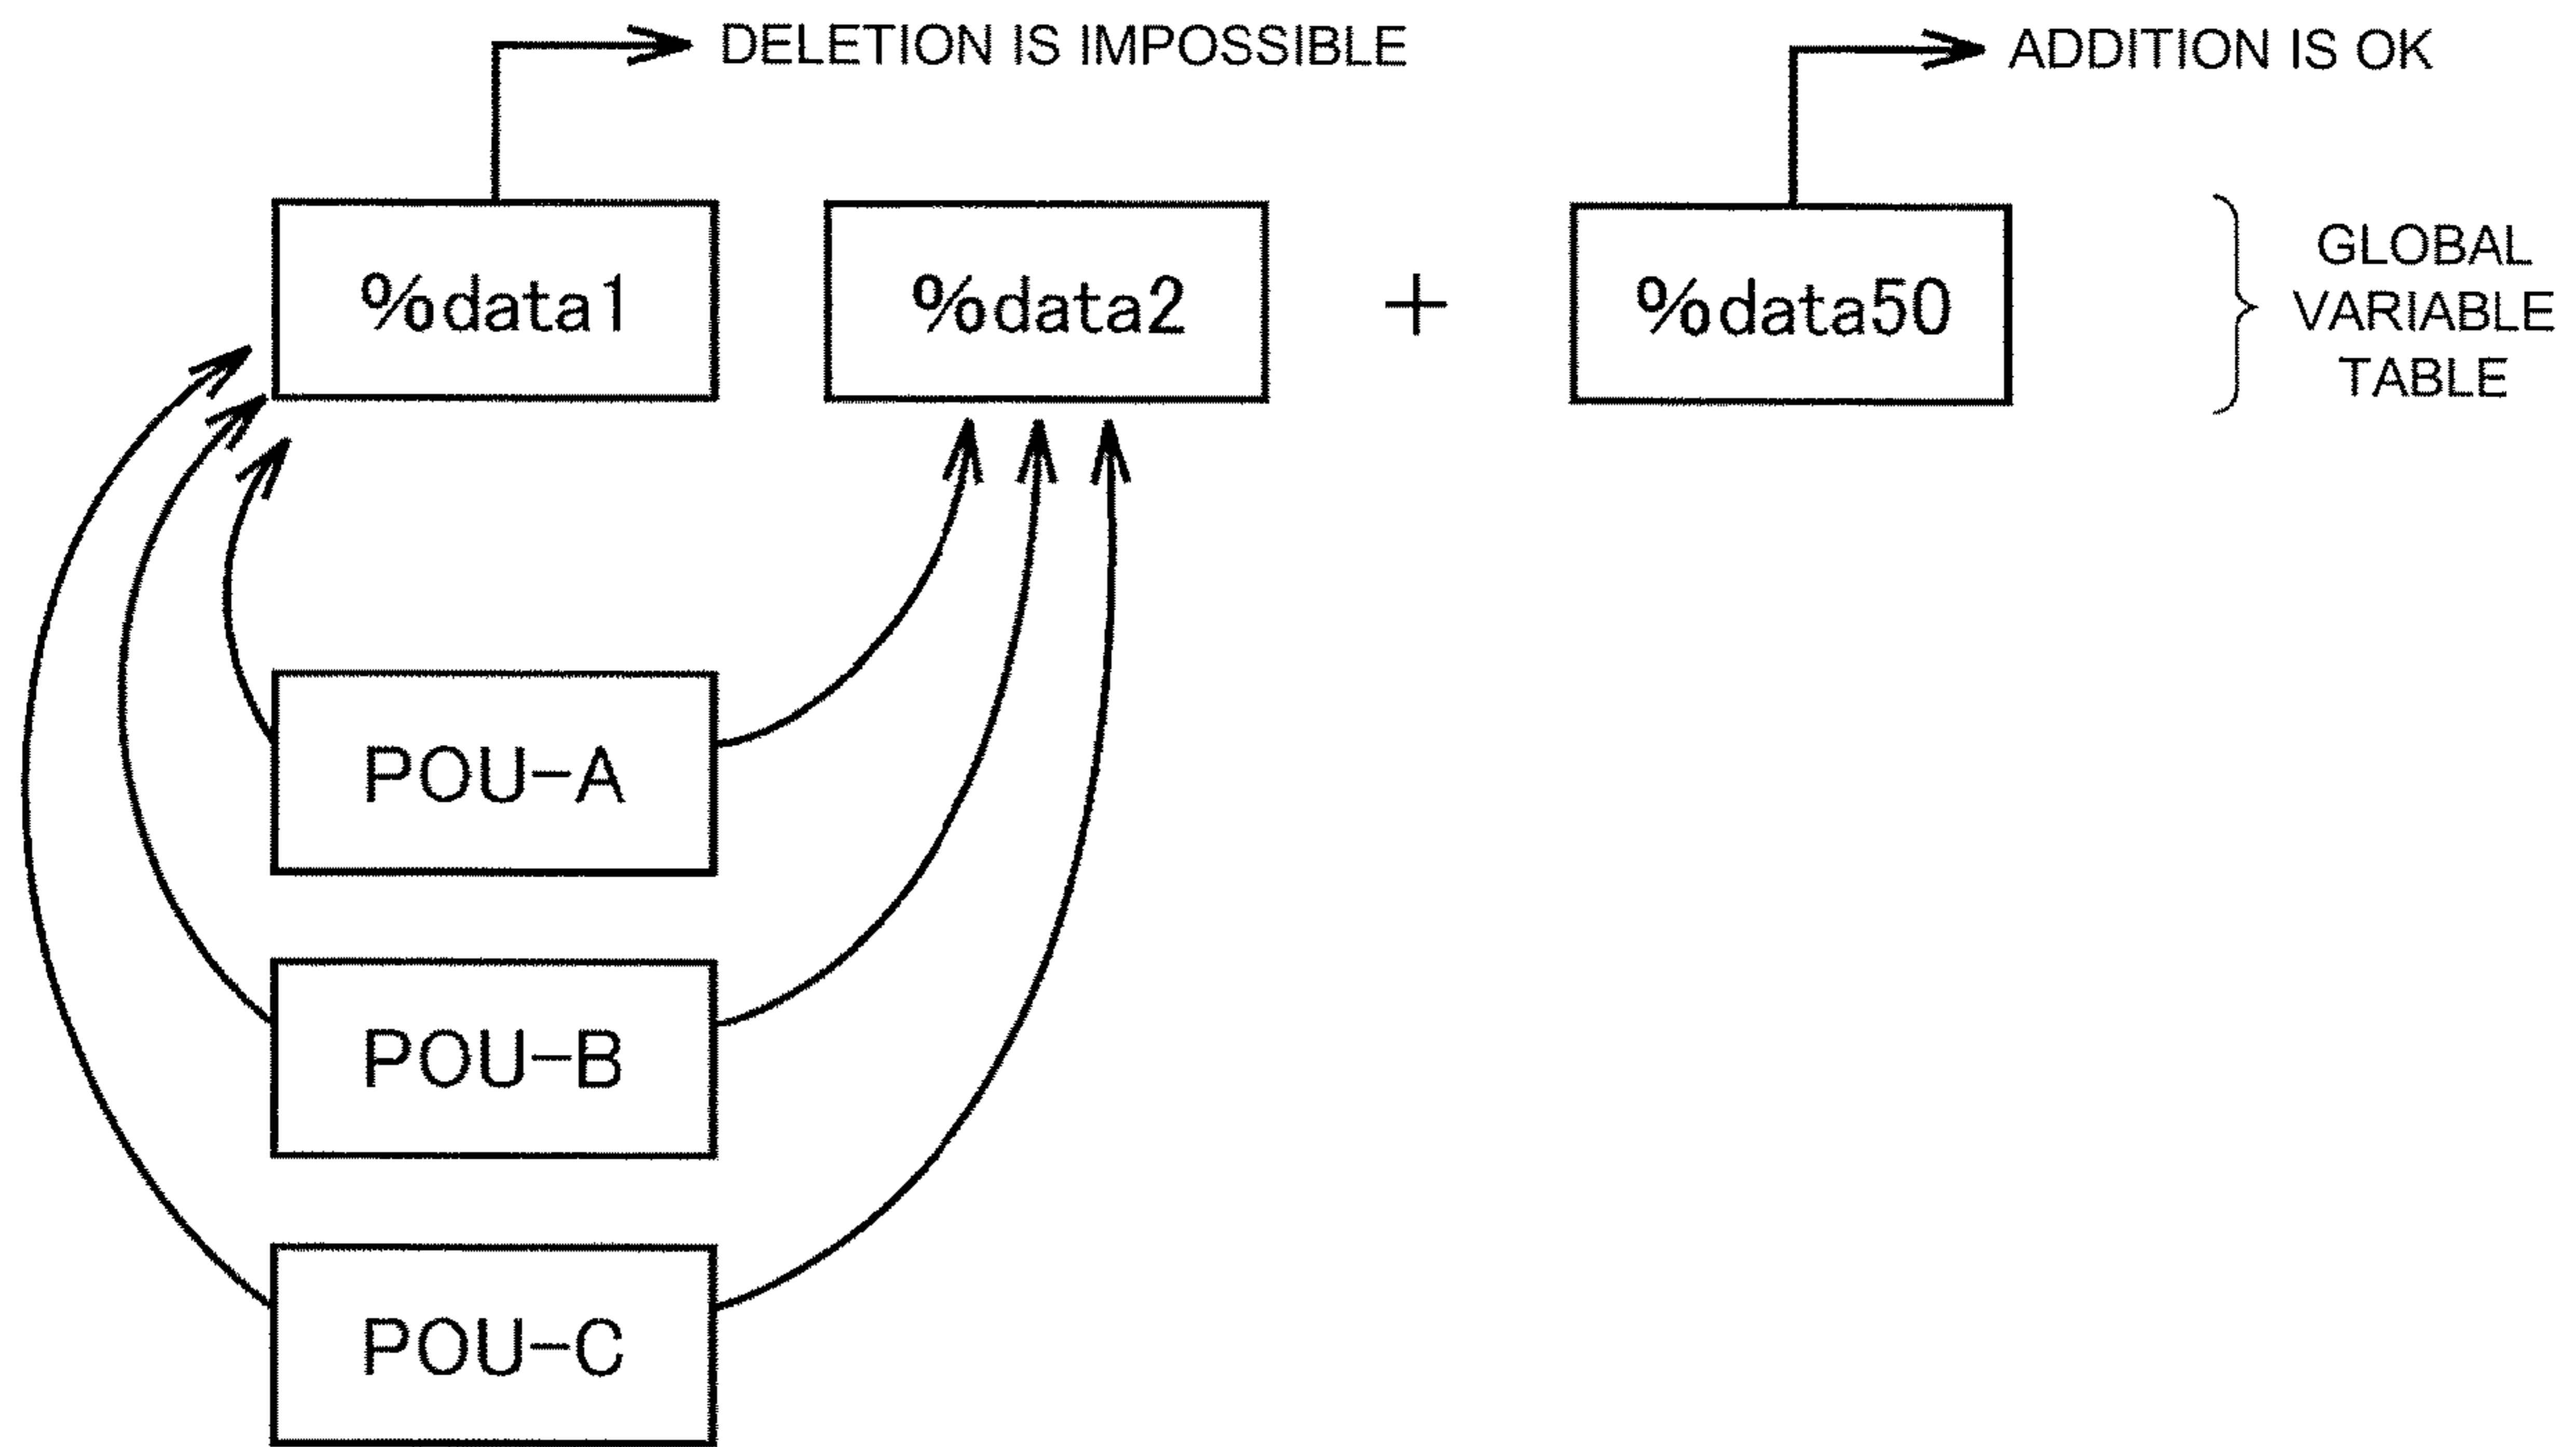 DELETION IS IMPOSSIBLE
ADDITION IS OK
%data1
%data2
+
%data50
GLOBAL
VARIABLE
TABLE
POU-A
POU-B
POU-C